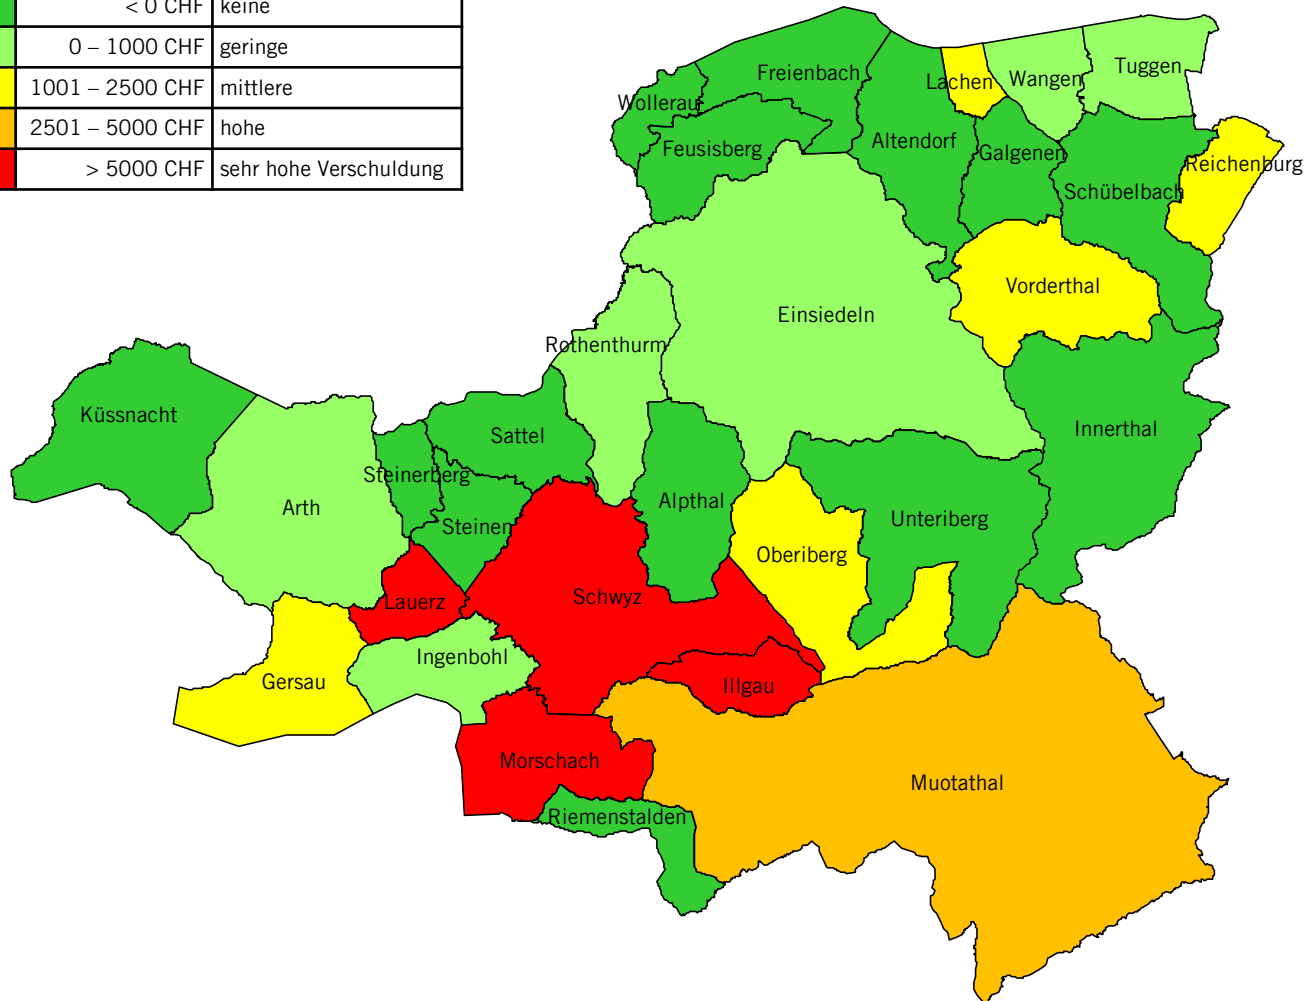 < 0 CHF keine
0 – 1000 CHF geringe
1001 – 2500 CHF mittlere
2501 – 5000 CHF hohe
> 5000 CHF sehr hohe Verschuldung
Freienbach
Wollerau
Feusisberg
Altendorf
Lachen
Wangen
Tuggen
Galgenen
Schübelbach
Reichenburg
Vorderthal
Einsiedeln
Rothenthurm
Innerthal
Küssnacht
Arth
Sattel
Steinerberg
Steinen
Alpthal
Unteriberg
Oberiberg
Lauerz
Schwyz
Ingenbohl
Gersau
Illgau
Morschach
Muotathal
Riemenstalden